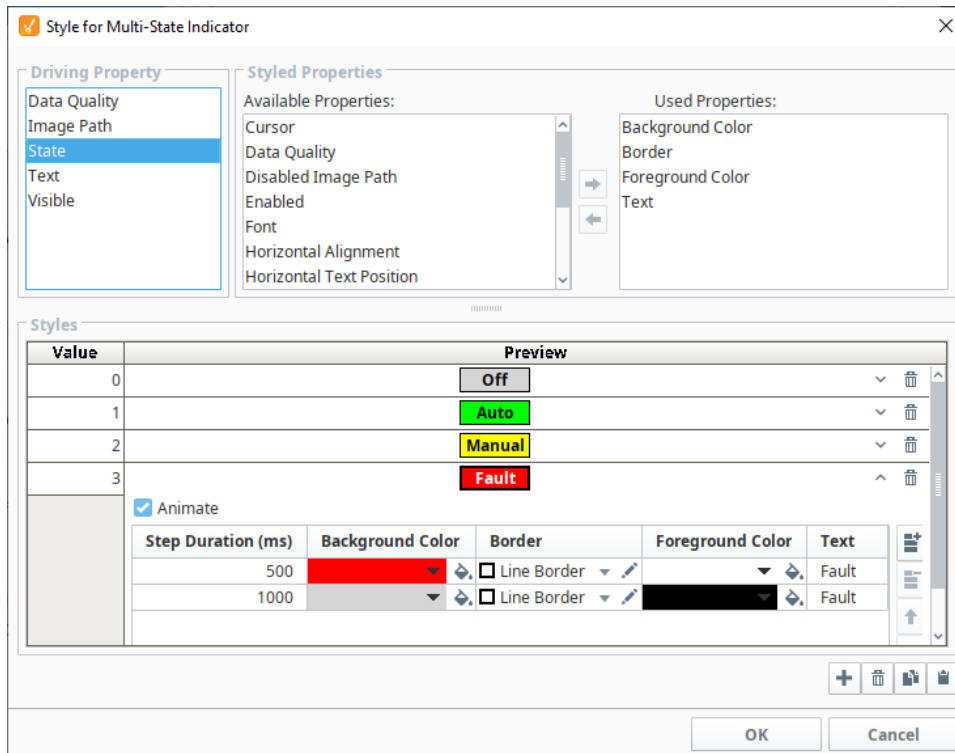 Style for Multi-State Indicator
Driving Property
Data Quality
Image Path
State
Text
Visible
Styled Properties
Available Properties:
Cursor
Data Quality
Disabled Image Path
Enabled
Font
Horizontal Alignment
Horizontal Text Position
Used Properties:
Background Color
Border
Foreground Color
Text
Styles
Value Preview
0 Off
1 Auto
2 Manual
3 Fault
Animate
Step Duration (ms) Background Color Border Foreground Color Text
500 Line Border Fault
1000 Line Border Fault
OK Cancel